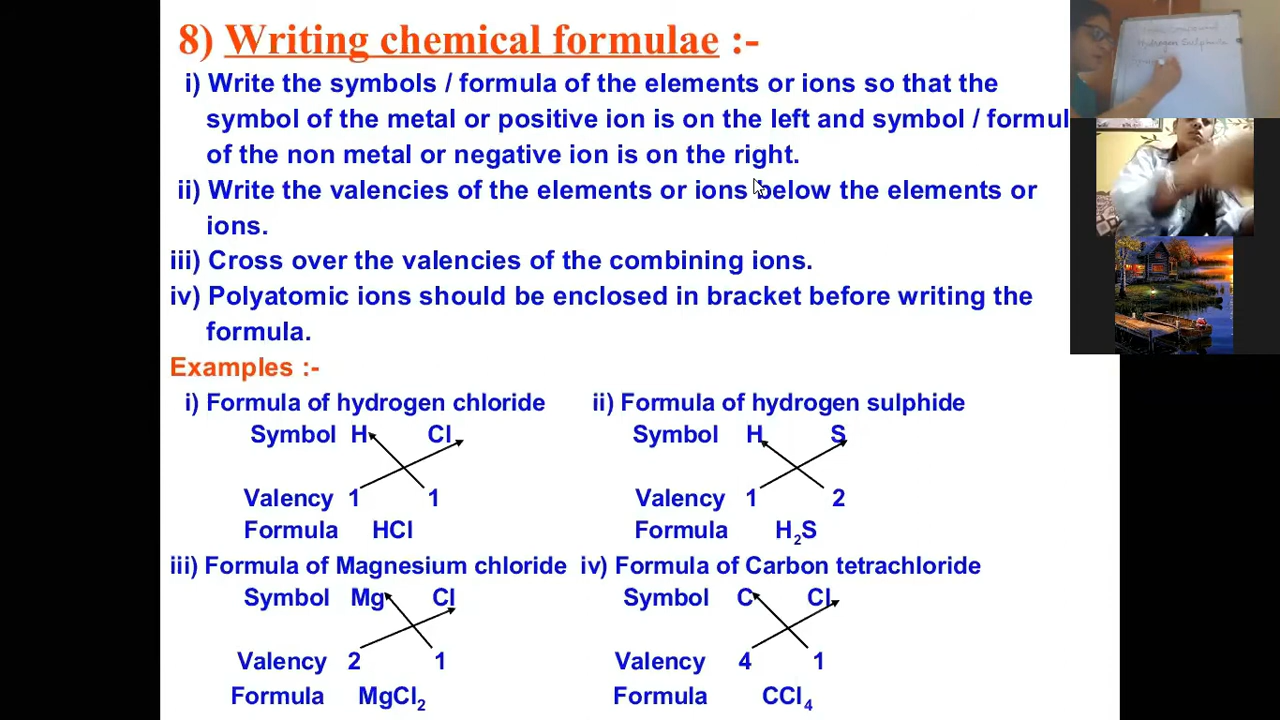 8) Writing chemical formulae :-
i) Write the symbols / formula of the elements or ions so that the
symbol of the metal or positive ion is on the left and symbol / formul
of the non metal or negative ion is on the right.
ii) Write the valencies of the elements or ions below the elements or
ions.
iii) Cross over the valencies of the combining ions.
iv) Polyatomic ions should be enclosed in bracket before writing the
formula.
Examples :-
i) Formula of hydrogen chloride
Symbol H Cl
Valency 1 1
Formula HCl
ii) Formula of hydrogen sulphide
Symbol H S
Valency 1 2
Formula H₂S
iii) Formula of Magnesium chloride
Symbol Mg Cl
Valency 2 1
Formula MgCl₂
iv) Formula of Carbon tetrachloride
Symbol C Cl
Valency 4 1
Formula CCl₄
Hydrogen Sulphide